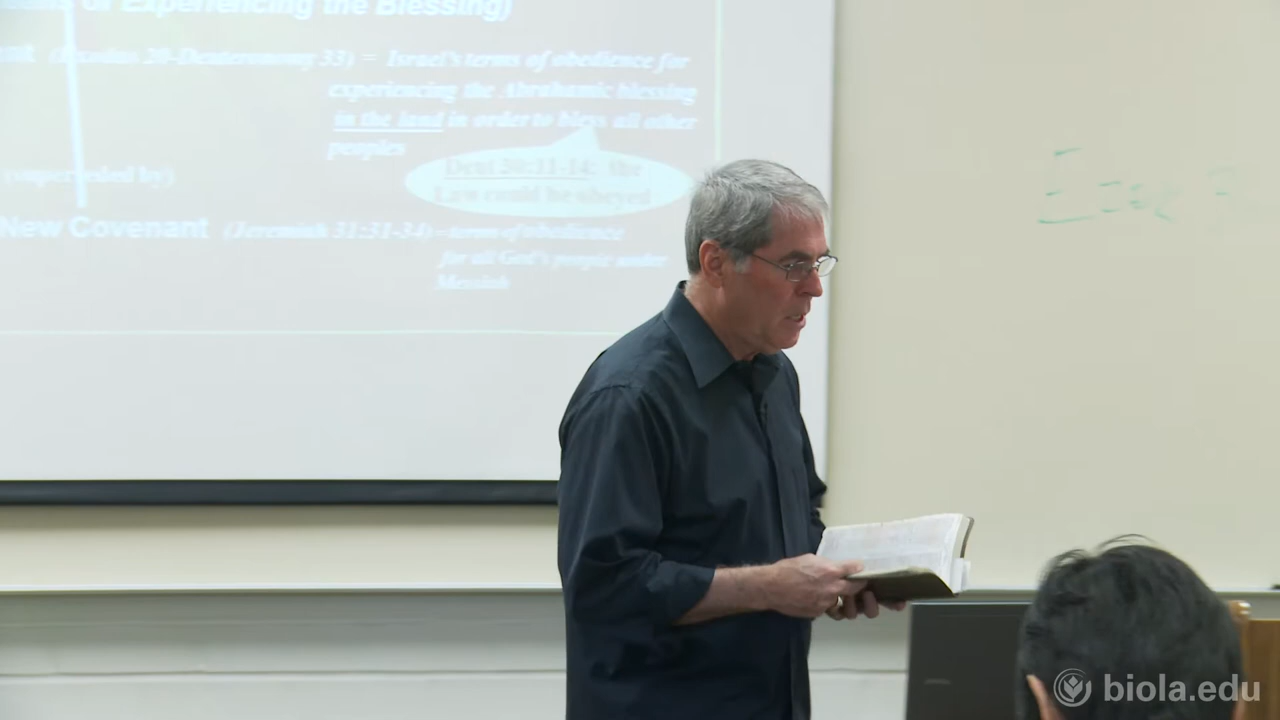 of Experiencing the Blessing)
(Exodus 20-Deuteronomy 33) = Israel's terms of obedience for
experiencing the Abrahamic blessing
in the land in order to bless all other
peoples
Deut 30:11-14: the
Law could be obeyed
superseded by)
New Covenant (Jeremiah 31:31-34) = terms of obedience
for all God's people under
Messiah
biola.edu